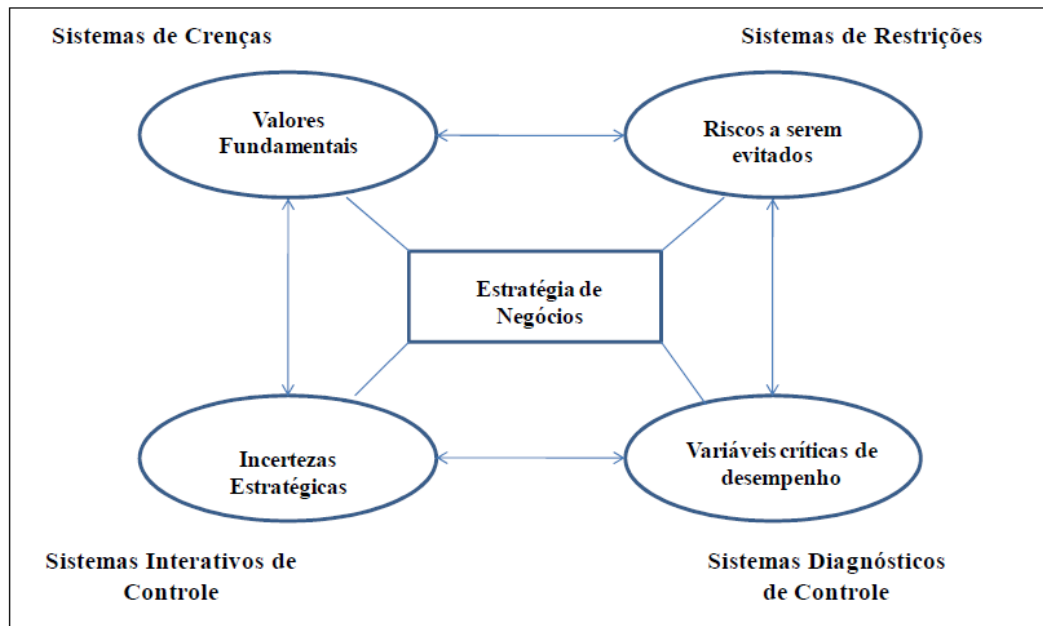 Sistemas de Crenças
Sistemas de Restrições
Valores
Fundamentais
Riscos a serem
evitados
Estratégia de
Negócios
Incertezas
Estratégicas
Variáveis críticas de
desempenho
Sistemas Interativos de
Controle
Sistemas Diagnósticos
de Controle